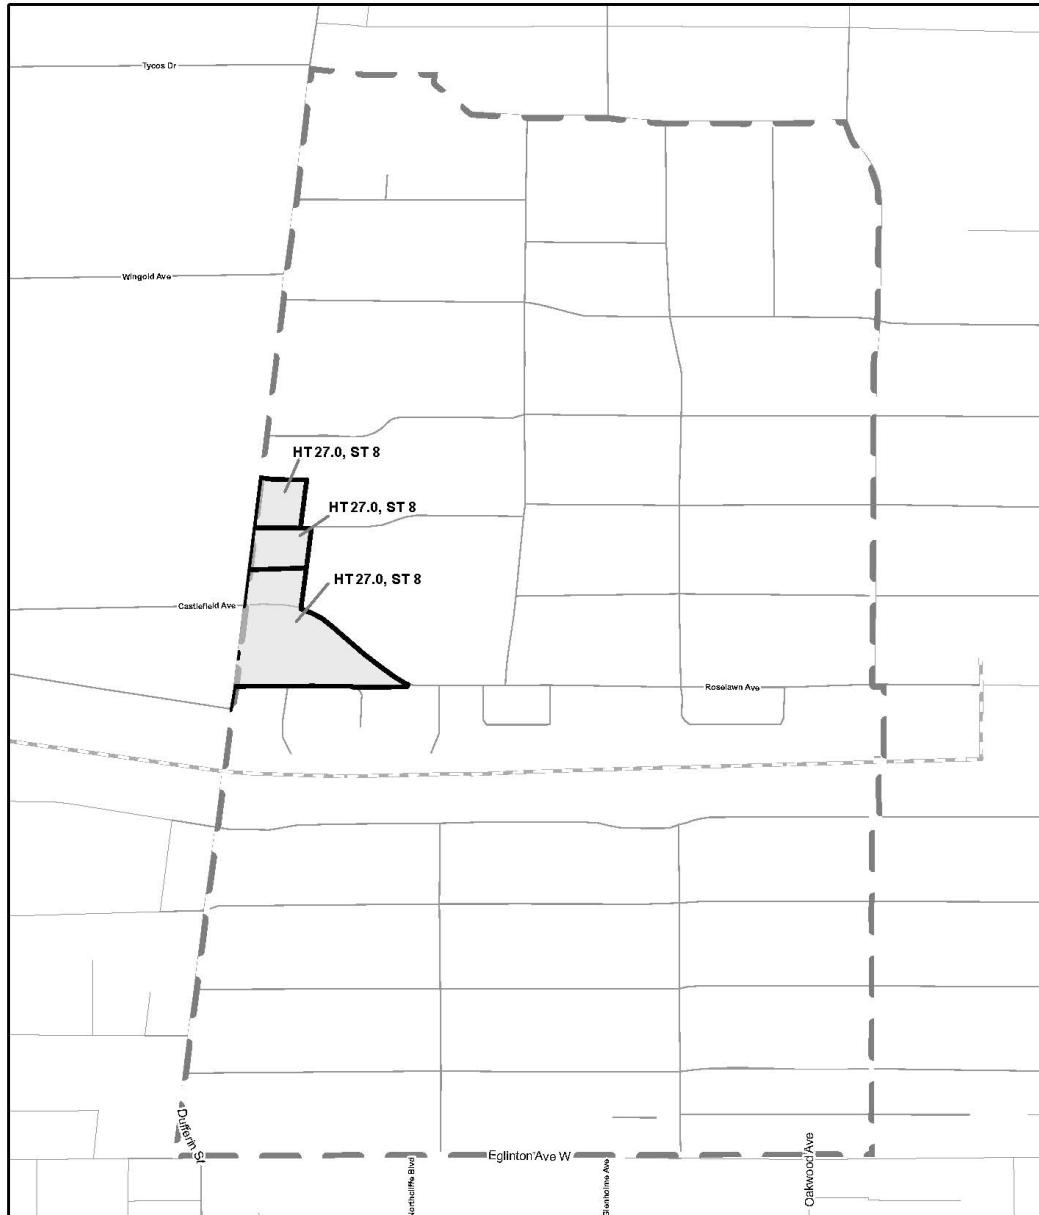 Tycos Dr
Wingold Ave
HT 27.0, ST 8
HT 27.0, ST 8
HT 27.0, ST 8
Castlefield Ave
Roselawn Ave
Dufferin St
Eglinton Ave W
Northcliffe Blvd
Glenholme Ave
Oakwood Ave